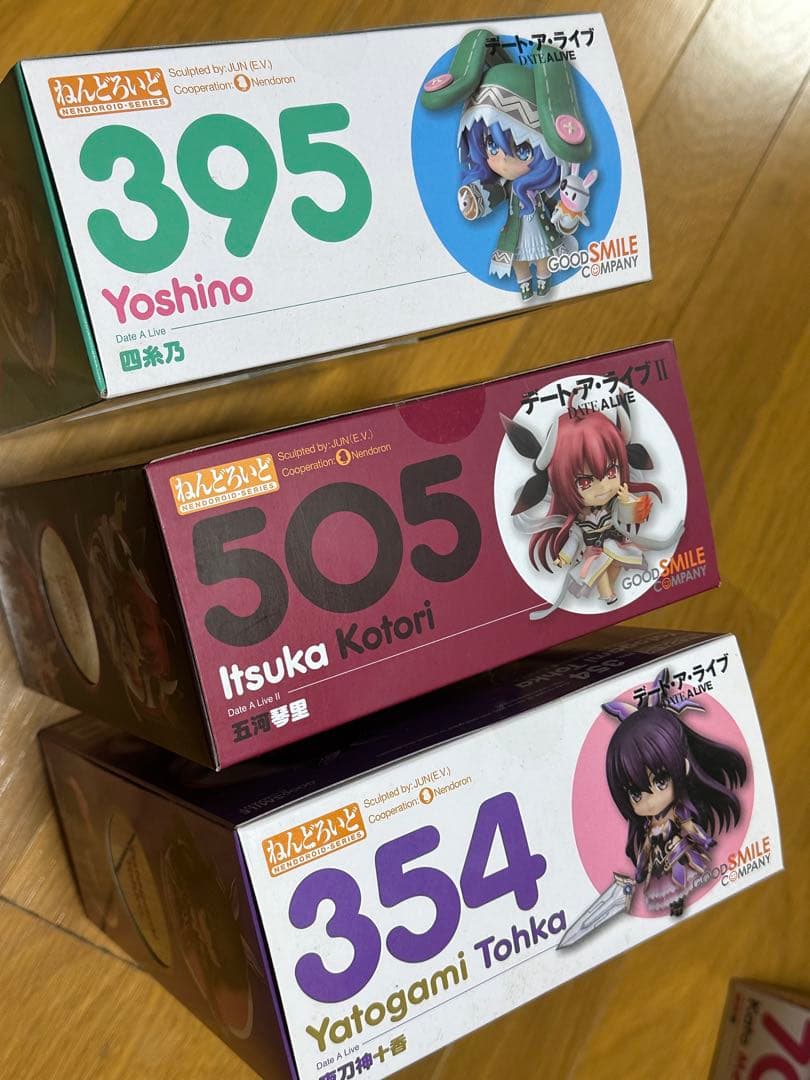 ねんどろいど
NENDOROID-SERIES
Sculpted by: JUN (E.V.)
Cooperation: Nendoron
395
Yoshino
Date A Live
四糸乃
デート・ア・ライブ
DATE A LIVE
GOOD SMILE
COMPANY
ねんどろいど
NENDOROID-SERIES
Sculpted by: JUN (E.V.)
Cooperation: Nendoron
505
Itsuka Kotori
Date A Live II
五河琴里
デート・ア・ライブ II
DATE A LIVE
GOOD SMILE
COMPANY
354
Tohka
ねんどろいど
NENDOROID-SERIES
Sculpted by: JUN (E.V.)
Cooperation: Nendoron
354
Yatogami Tohka
Date A Live
夜刀神十香
デート・ア・ライブ
DATE A LIVE
GOOD SMILE
COMPANY